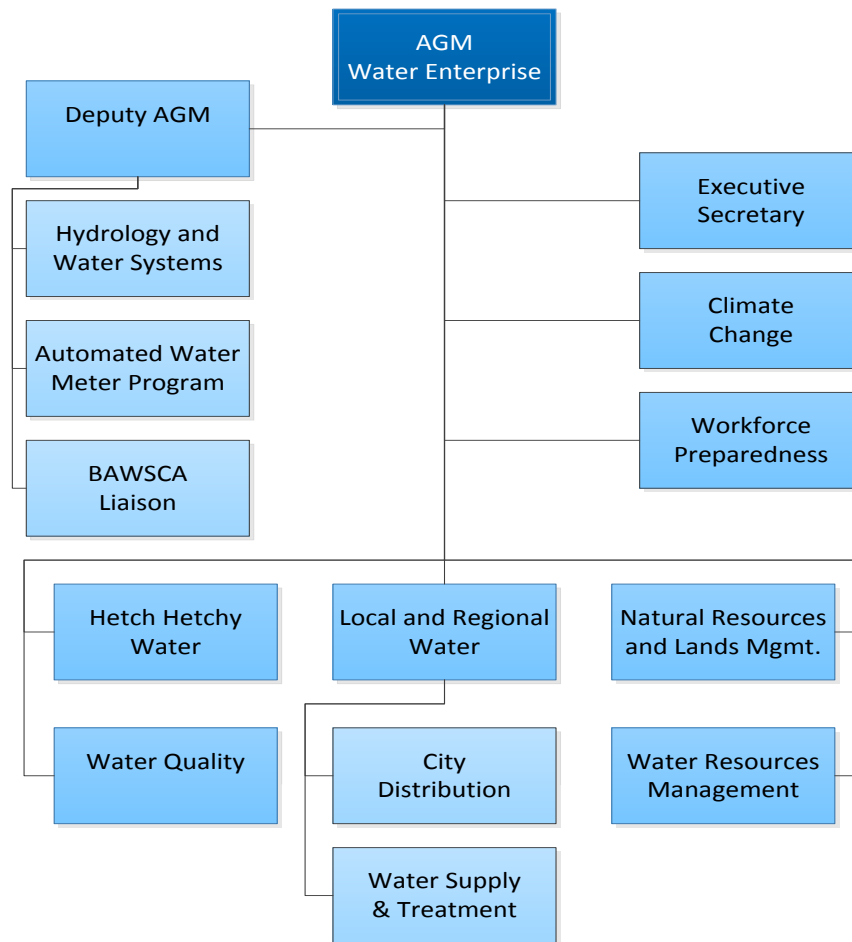 AGM
Water Enterprise
Deputy AGM
Executive
Secretary
Hydrology and
Water Systems
Climate
Change
Automated Water
Meter Program
Workforce
Preparedness
BAWSCA
Liaison
Hetch Hetchy
Water
Local and Regional
Water
Natural Resources
and Lands Mgmt.
Water Quality
City
Distribution
Water Resources
Management
Water Supply
& Treatment